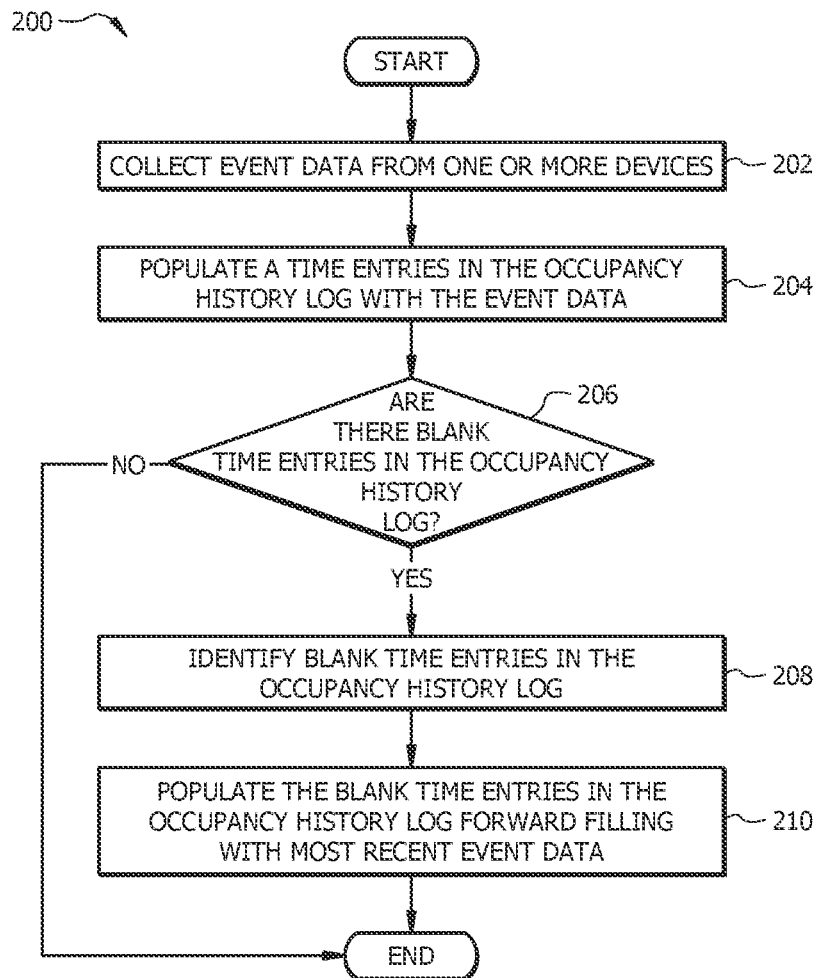 200
START
COLLECT EVENT DATA FROM ONE OR MORE DEVICES
202
POPULATE A TIME ENTRIES IN THE OCCUPANCY
HISTORY LOG WITH THE EVENT DATA
204
206
ARE
THERE BLANK
TIME ENTRIES IN THE OCCUPANCY
HISTORY
LOG?
NO
YES
IDENTIFY BLANK TIME ENTRIES IN THE
OCCUPANCY HISTORY LOG
208
POPULATE THE BLANK TIME ENTRIES IN THE
OCCUPANCY HISTORY LOG FORWARD FILLING
WITH MOST RECENT EVENT DATA
210
END